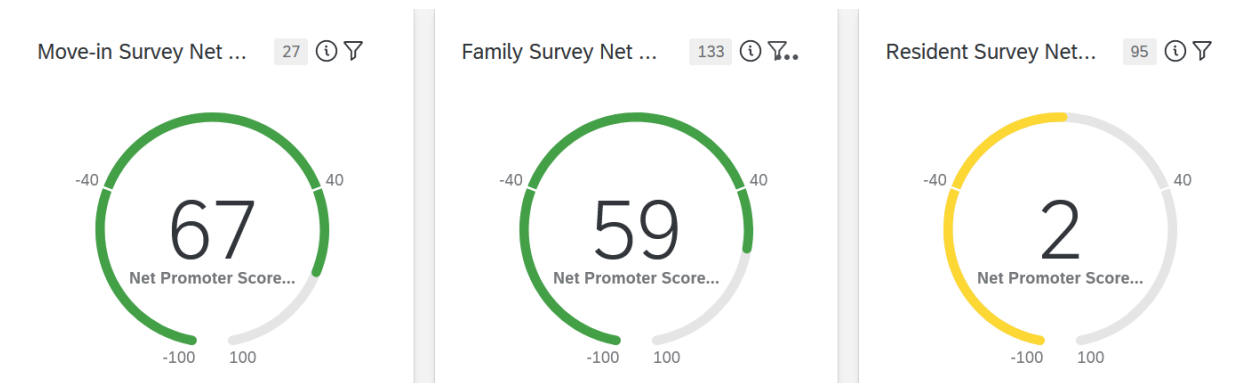 Move-in Survey Net ... 27
-40
40
67
Net Promoter Score...
-100 100
Family Survey Net ... 133
-40
40
59
Net Promoter Score...
-100 100
Resident Survey Net... 95
-40
40
2
Net Promoter Score...
-100 100